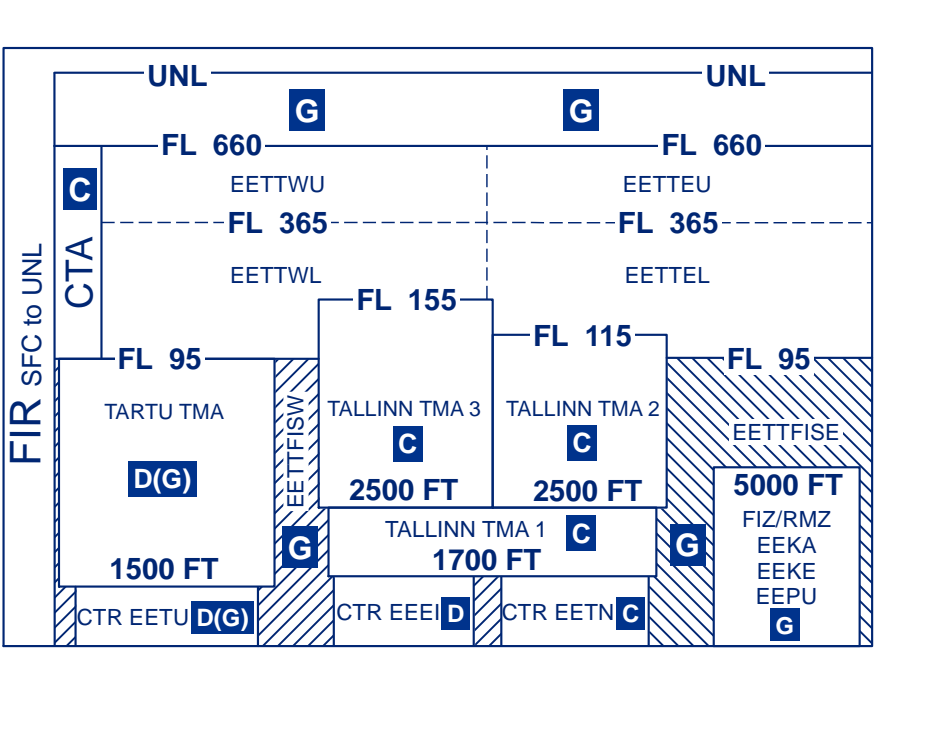 UNL UNL
G G
FL 660 FL 660
C
EETTWU EETTEU
FL 365 FL 365
CTA
EETTWL EETTEL
FIR SFC to UNL
FL 155
FL 115
FL 95 FL 95
TARTU TMA
D(G)
1500 FT
EETTFISW
G
TALLINN TMA 3
C
2500 FT
TALLINN TMA 2
C
2500 FT
EETTFISE
TALLINN TMA 1 C
1700 FT
G
5000 FT
FIZ/RMZ
EEKA
EEKE
EEPU
G
CTR EETU D(G)
CTR EEEI D
CTR EETN C